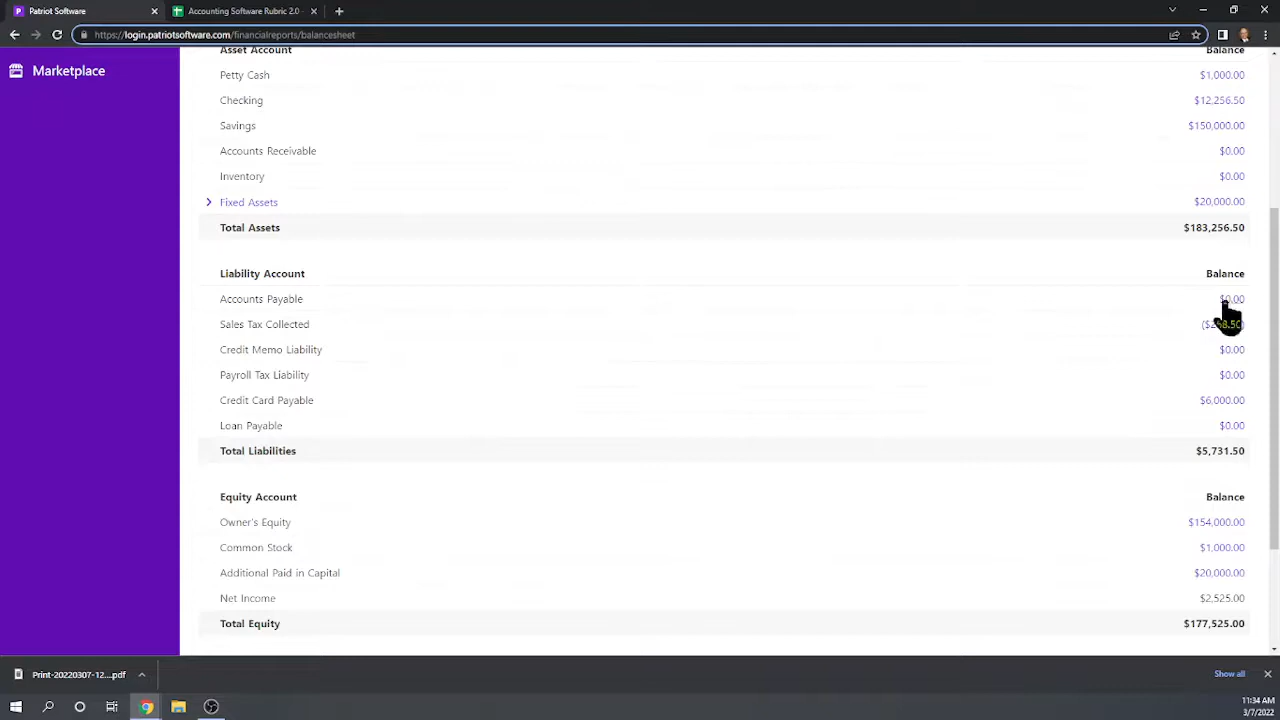 Patriot Software
Accounting Software Rubric 2.0 -
https://login.patriotsoftware.com/financialreports/balancesheet
Marketplace
Asset Account Balance
Petty Cash $1,000.00
Checking $12,256.50
Savings $150,000.00
Accounts Receivable $0.00
Inventory $0.00
Fixed Assets $20,000.00
Total Assets $183,256.50
Liability Account Balance
Accounts Payable $0.00
Sales Tax Collected
Credit Memo Liability $0.00
Payroll Tax Liability $0.00
Credit Card Payable $6,000.00
Loan Payable $0.00
Total Liabilities $5,731.50
Equity Account Balance
Owner's Equity $154,000.00
Common Stock $1,000.00
Additional Paid in Capital $20,000.00
Net Income $2,525.00
Total Equity $177,525.00
Print-20220307-12....pdf Show all
11:34 AM
3/7/2022